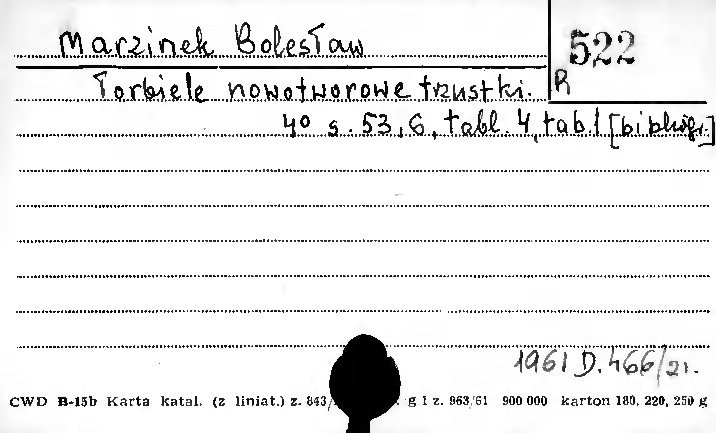 Marzinek Bolesław
522
Torbiele nowotworowe trzustki.
R
4° s. 53, 6, tabl. 4, tab. 1 [bibliogr.]
1961 D. 466/21.
CWD B-15b Karta katal. (z liniat.) z. 843/ g 1 z. 963/61 900 000 karton 180, 220, 250 g